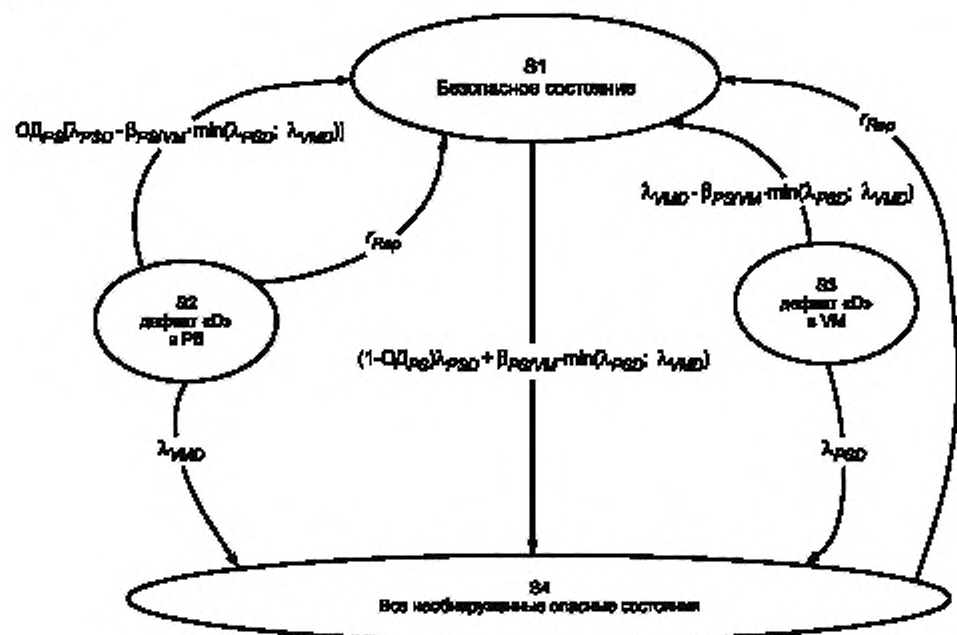 S1
Безопасное состояние
ОД_PS[λ_PSD - β_PS/VM·min(λ_PSD; λ_VMD)]
r_Rep
r_Rep
λ_VMD - β_PS/VM·min(λ_PSD; λ_VMD)
S2
дефект «D»
в PS
S3
дефект «D»
в VM
(1-ОД_PS)λ_PSD + β_PS/VM·min(λ_PSD; λ_VMD)
λ_VMD
λ_PSD
S4
Все необнаруженные опасные состояния